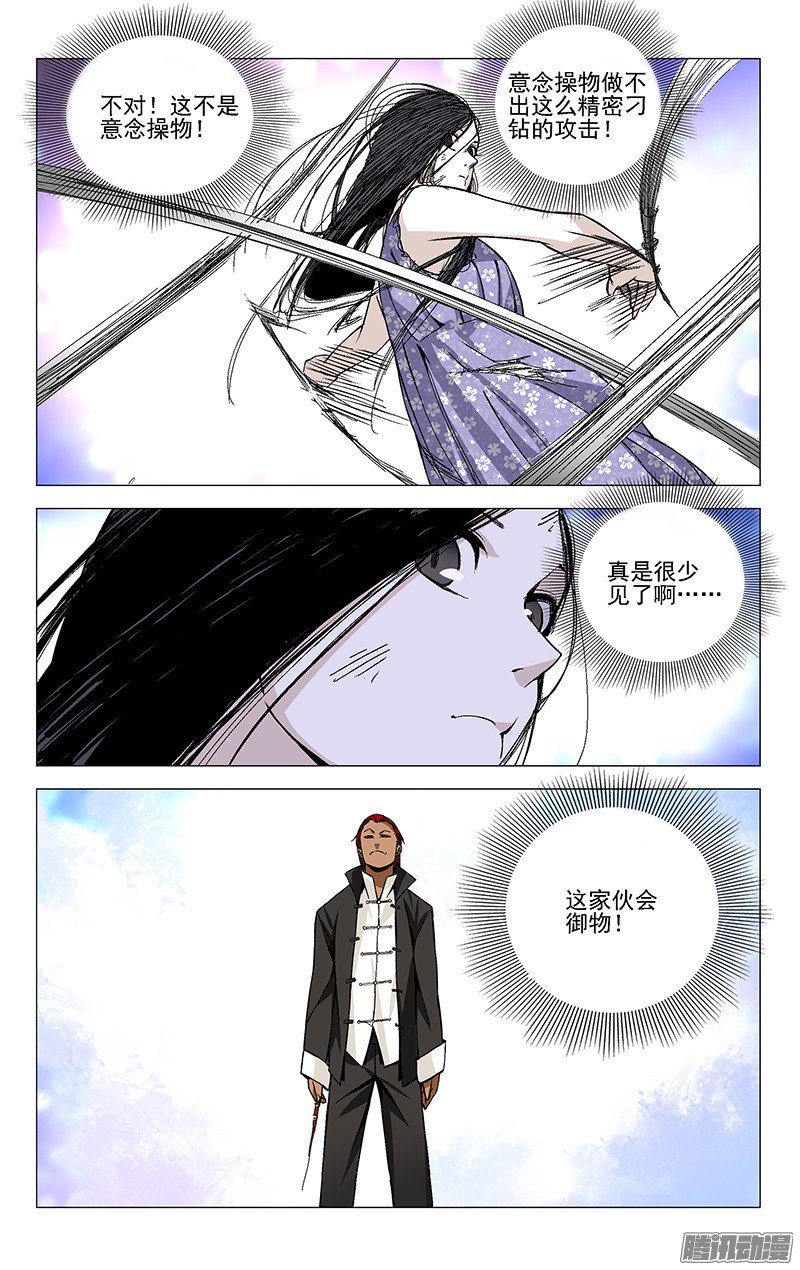 不对！这不是
意念操物！
意念操物做不
出这么精密刁
钻的攻击！
真是很少
见了啊……
这家伙会
御物！
腾讯动漫